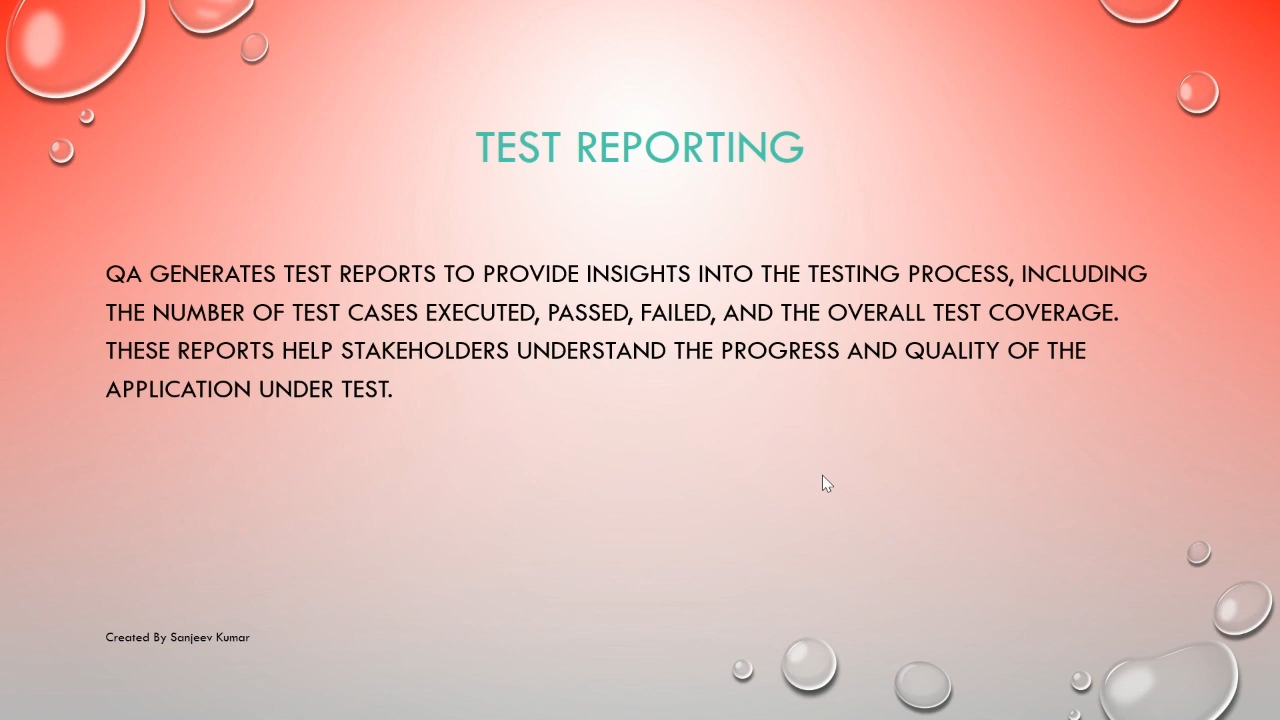 TEST REPORTING
QA GENERATES TEST REPORTS TO PROVIDE INSIGHTS INTO THE TESTING PROCESS, INCLUDING
THE NUMBER OF TEST CASES EXECUTED, PASSED, FAILED, AND THE OVERALL TEST COVERAGE.
THESE REPORTS HELP STAKEHOLDERS UNDERSTAND THE PROGRESS AND QUALITY OF THE
APPLICATION UNDER TEST.
Created By Sanjeev Kumar